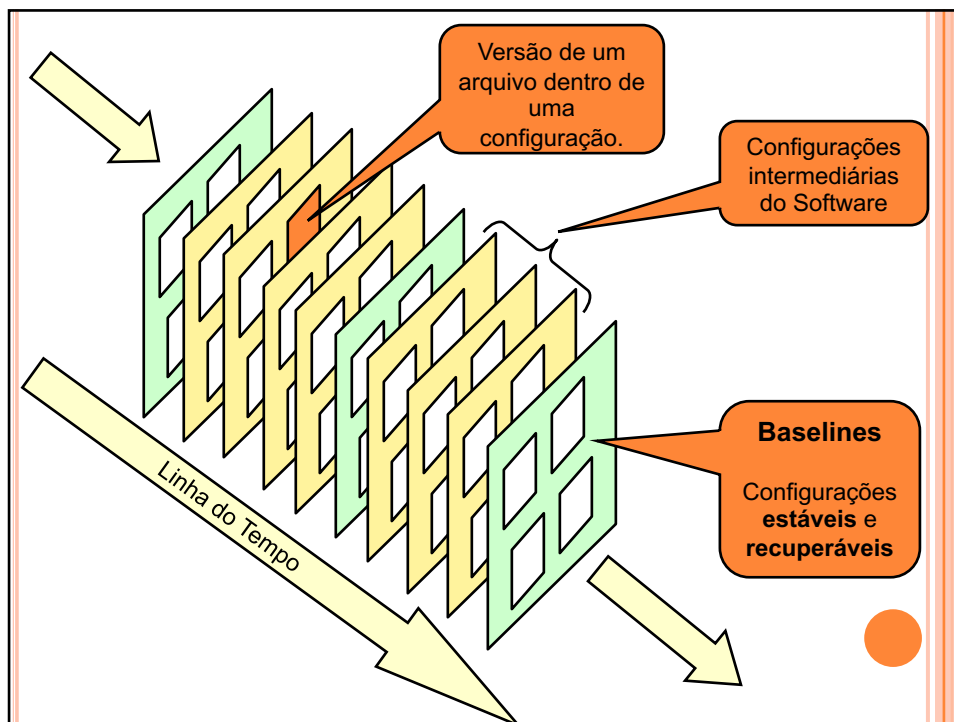 Versão de um
arquivo dentro de
uma
configuração.
Configurações
intermediárias
do Software
Baselines
Configurações
estáveis e
recuperáveis
Linha do Tempo